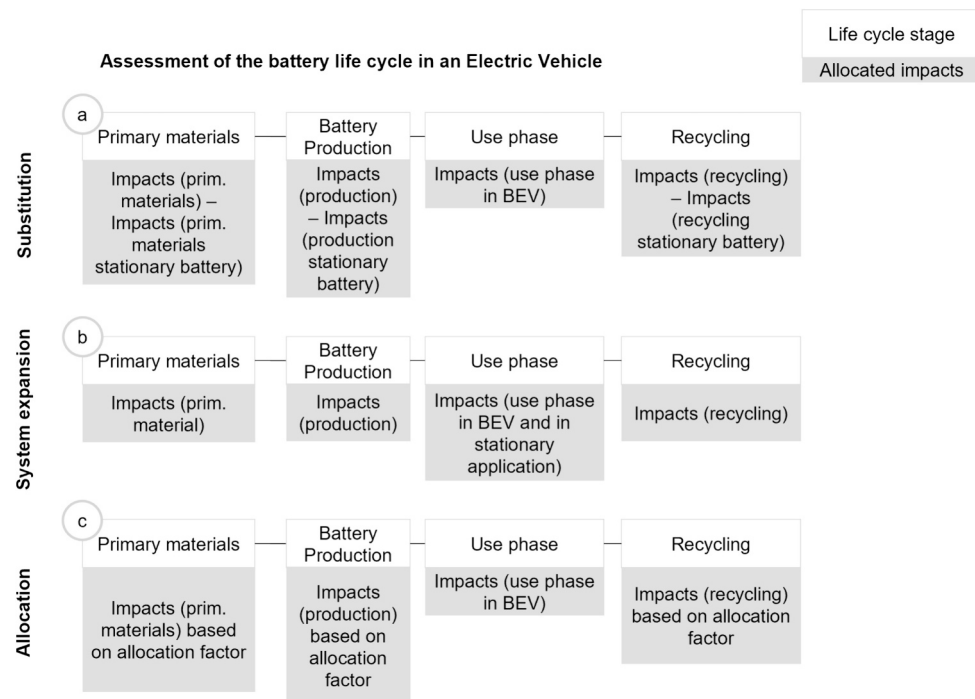 Life cycle stage
Allocated impacts
Assessment of the battery life cycle in an Electric Vehicle
Substitution
a
Primary materials
Impacts (prim.
materials) –
Impacts (prim.
materials
stationary battery)
Battery
Production
Impacts
(production)
– Impacts
(production
stationary
battery)
Use phase
Impacts (use phase
in BEV)
Recycling
Impacts (recycling)
– Impacts
(recycling
stationary battery)
System expansion
b
Primary materials
Impacts (prim.
material)
Battery
Production
Impacts
(production)
Use phase
Impacts (use phase
in BEV and in
stationary
application)
Recycling
Impacts (recycling)
Allocation
c
Primary materials
Impacts (prim.
materials) based
on allocation factor
Battery
Production
Impacts
(production)
based on
allocation
factor
Use phase
Impacts (use phase
in BEV)
Recycling
Impacts (recycling)
based on allocation
factor